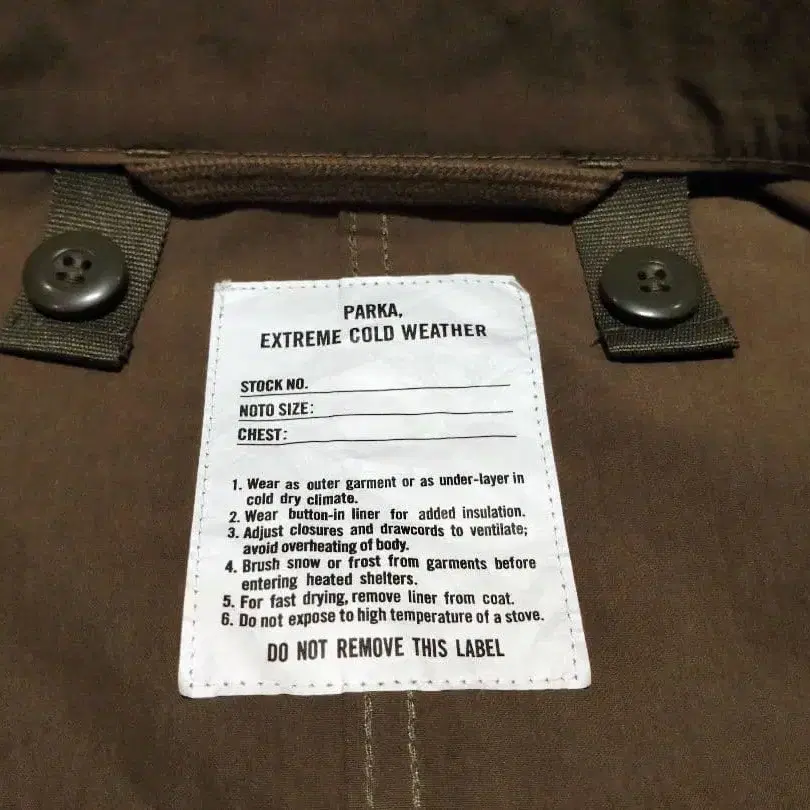 PARKA,
EXTREME COLD WEATHER
STOCK NO.
NOTO SIZE:
CHEST:
1. Wear as outer garment or as under-layer in
cold dry climate.
2. Wear button-in liner for added insulation.
3. Adjust closures and drawcords to ventilate;
avoid overheating of body.
4. Brush snow or frost from garments before
entering heated shelters.
5. For fast drying, remove liner from coat.
6. Do not expose to high temperature of a stove.
DO NOT REMOVE THIS LABEL